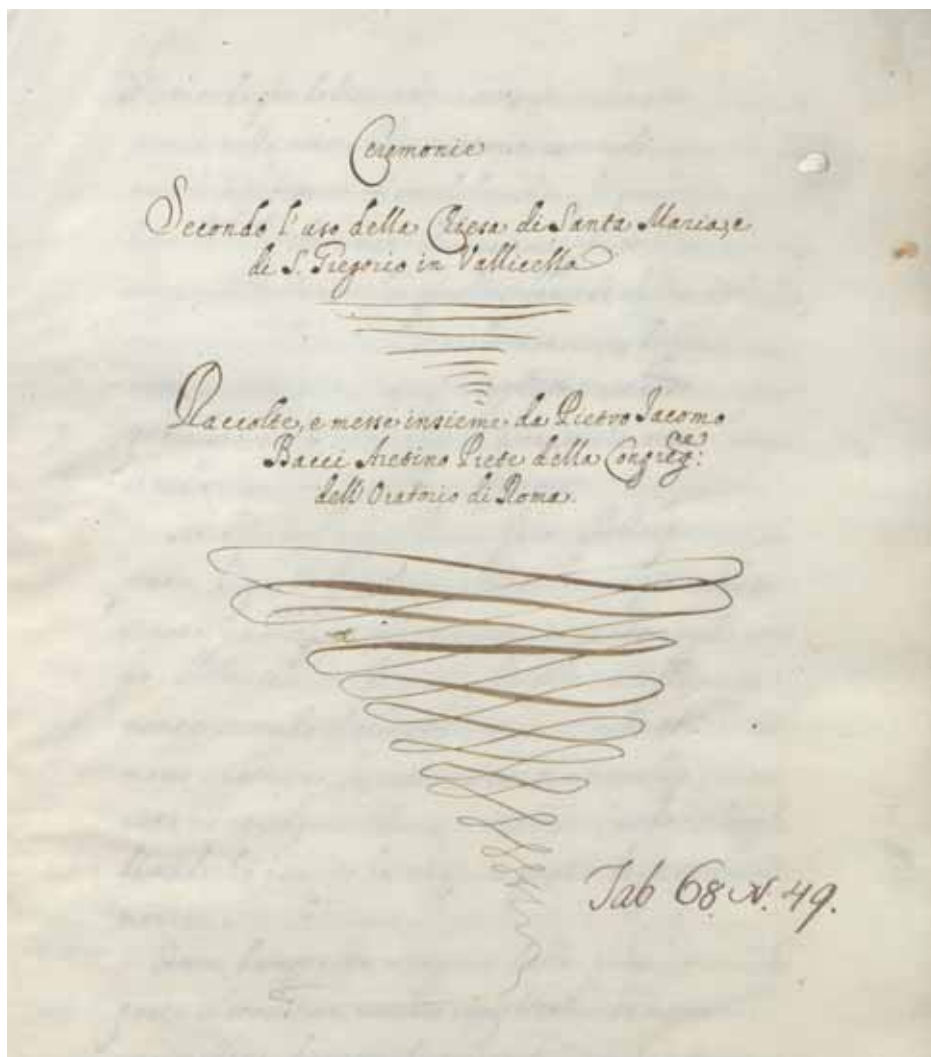 Ceremonie
Secondo l'uso della Chiesa di Santa Maria, e
di S. Gregorio in Vallicella
Raccolte, e messe insieme da Pietro Jacomo
Bacci Aretino Prete della Congreg.ne:
dell'Oratorio di Roma.
Tab 68. N. 49.